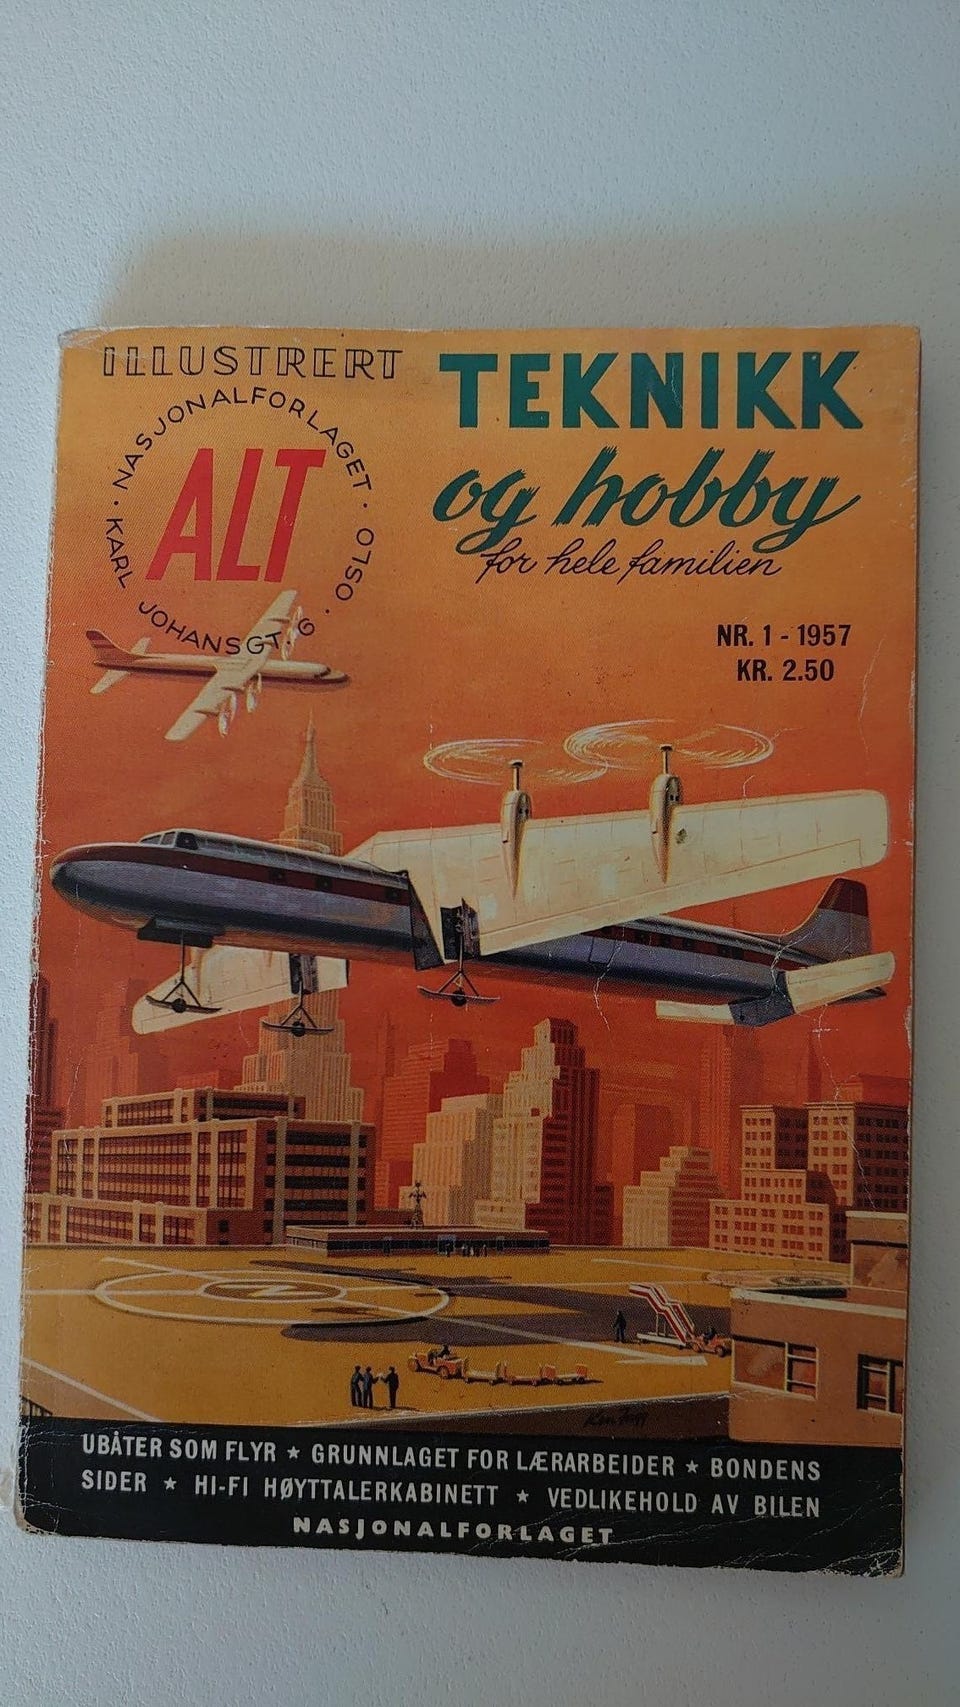 ILLUSTRERT
TEKNIKK
og hobby
for hele familien
· NASJONALFORLAGET · OSLO · KARL JOHANSGT. 6
ALT
NR. 1 - 1957
KR. 2.50
UBÅTER SOM FLYR ★ GRUNNLAGET FOR LÆRARBEIDER ★ BONDENS
SIDER ★ HI-FI HØYTTALERKABINETT ★ VEDLIKEHOLD AV BILEN
NASJONALFORLAGET